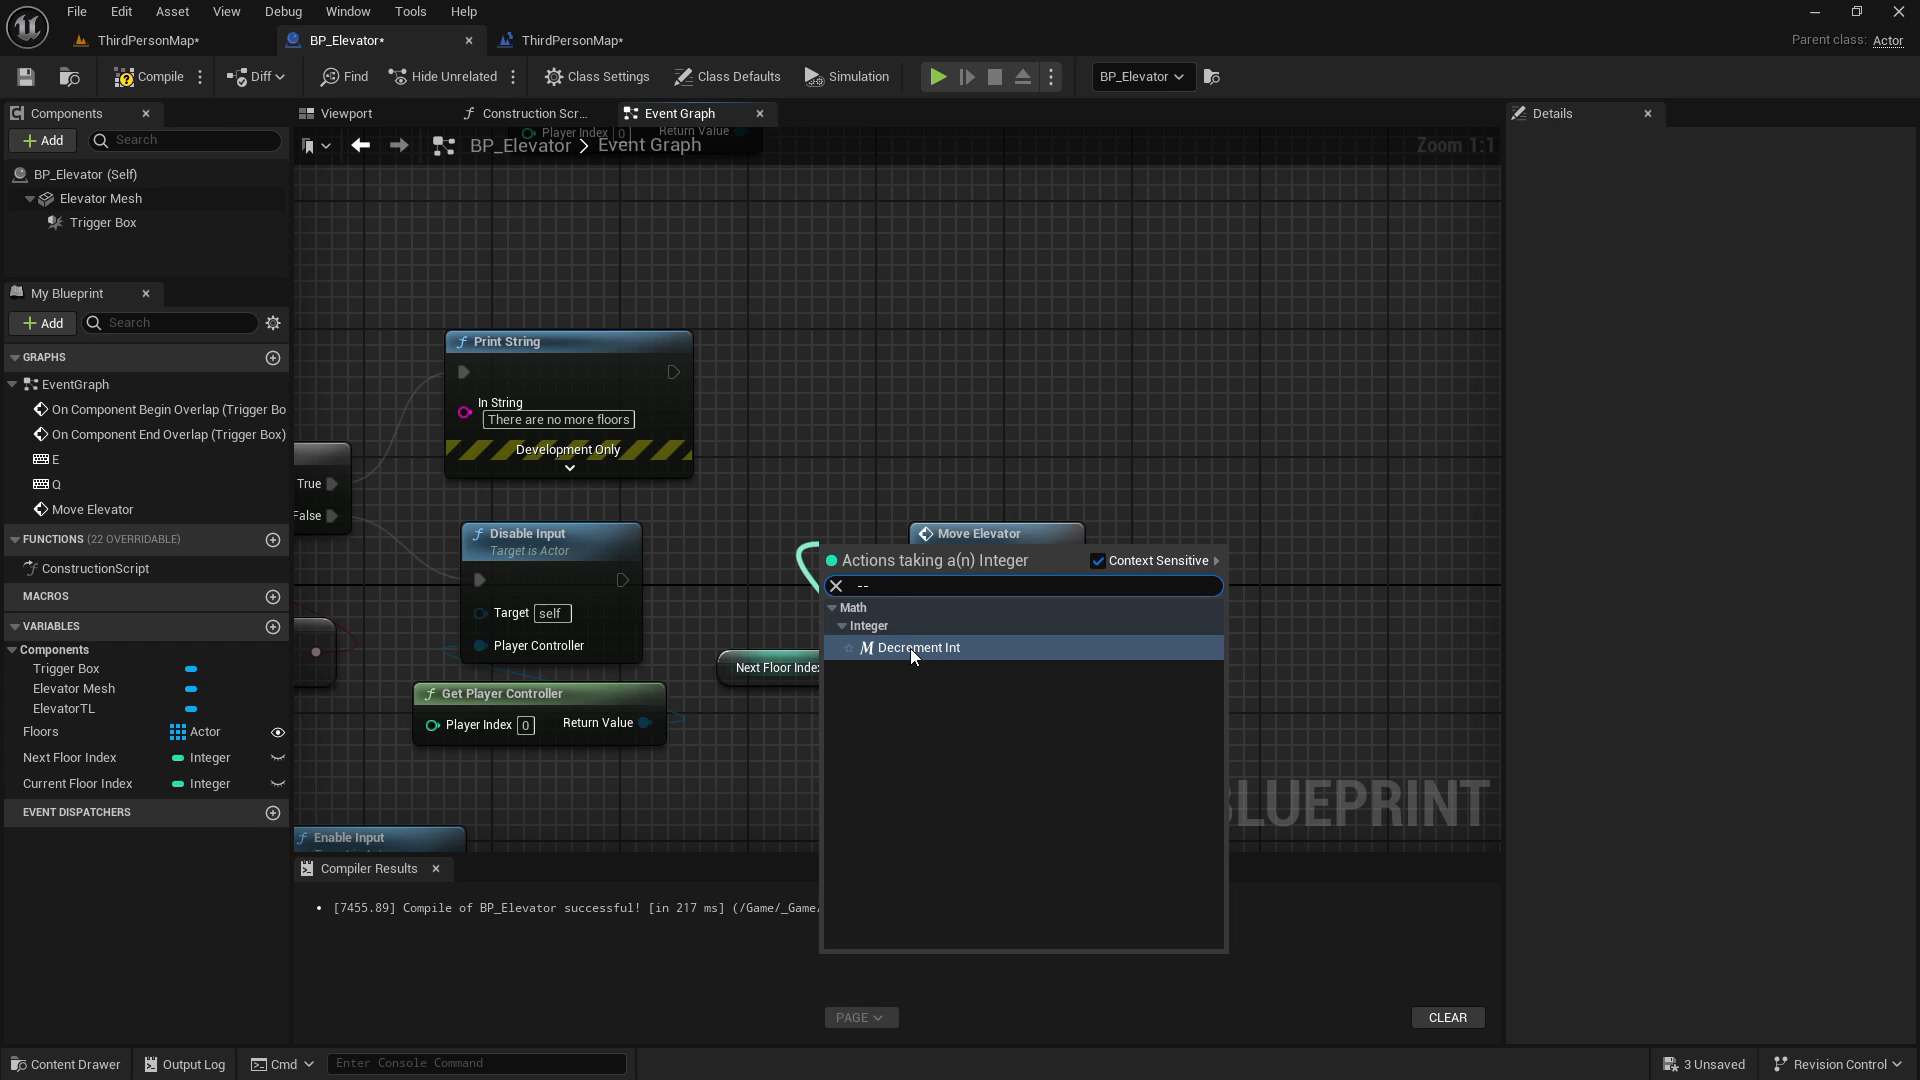 File Edit Asset View Debug Window Tools Help
ThirdPersonMap* BP_Elevator* ThirdPersonMap*
Parent class: Actor
Compile Diff Find Hide Unrelated Class Settings Class Defaults Simulation BP_Elevator
Components
Add Search
BP_Elevator (Self)
Elevator Mesh
Trigger Box
My Blueprint
Add Search
GRAPHS
EventGraph
On Component Begin Overlap (Trigger Bo
On Component End Overlap (Trigger Box)
E
Q
Move Elevator
FUNCTIONS (22 OVERRIDABLE)
ConstructionScript
MACROS
VARIABLES
Components
Trigger Box
Elevator Mesh
ElevatorTL
Floors Actor
Next Floor Index Integer
Current Floor Index Integer
EVENT DISPATCHERS
Viewport Construction Scr... Event Graph
Player Index 0 Return Value
BP_Elevator > Event Graph
Zoom 1:1
Print String
In String
There are no more floors
Development Only
True
False
Disable Input
Target is Actor
Target self
Player Controller
Get Player Controller
Player Index 0 Return Value
Enable Input
Next Floor Index
Move Elevator
Actions taking a(n) Integer Context Sensitive
--
Math
Integer
Decrement Int
BLUEPRINT
Compiler Results
[7455.89] Compile of BP_Elevator successful! [in 217 ms] (/Game/_Game/
PAGE CLEAR
Details
Content Drawer Output Log Cmd Enter Console Command
3 Unsaved Revision Control